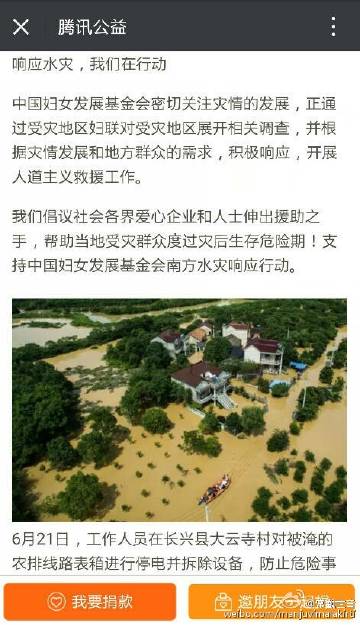 腾讯公益
响应水灾，我们在行动
中国妇女发展基金会密切关注灾情的发展，正通
过受灾地区妇联对受灾地区展开相关调查，并根
据灾情发展和地方群众的需求，积极响应，开展
人道主义救援工作。
我们倡议社会各界爱心企业和人士伸出援助之
手，帮助当地受灾群众度过灾后生存危险期！支
持中国妇女发展基金会南方水灾响应行动。
6月21日，工作人员在长兴县大云寺村对被淹的
农排线路表箱进行停电并拆除设备，防止危险事
我要捐款
邀朋友一起捐